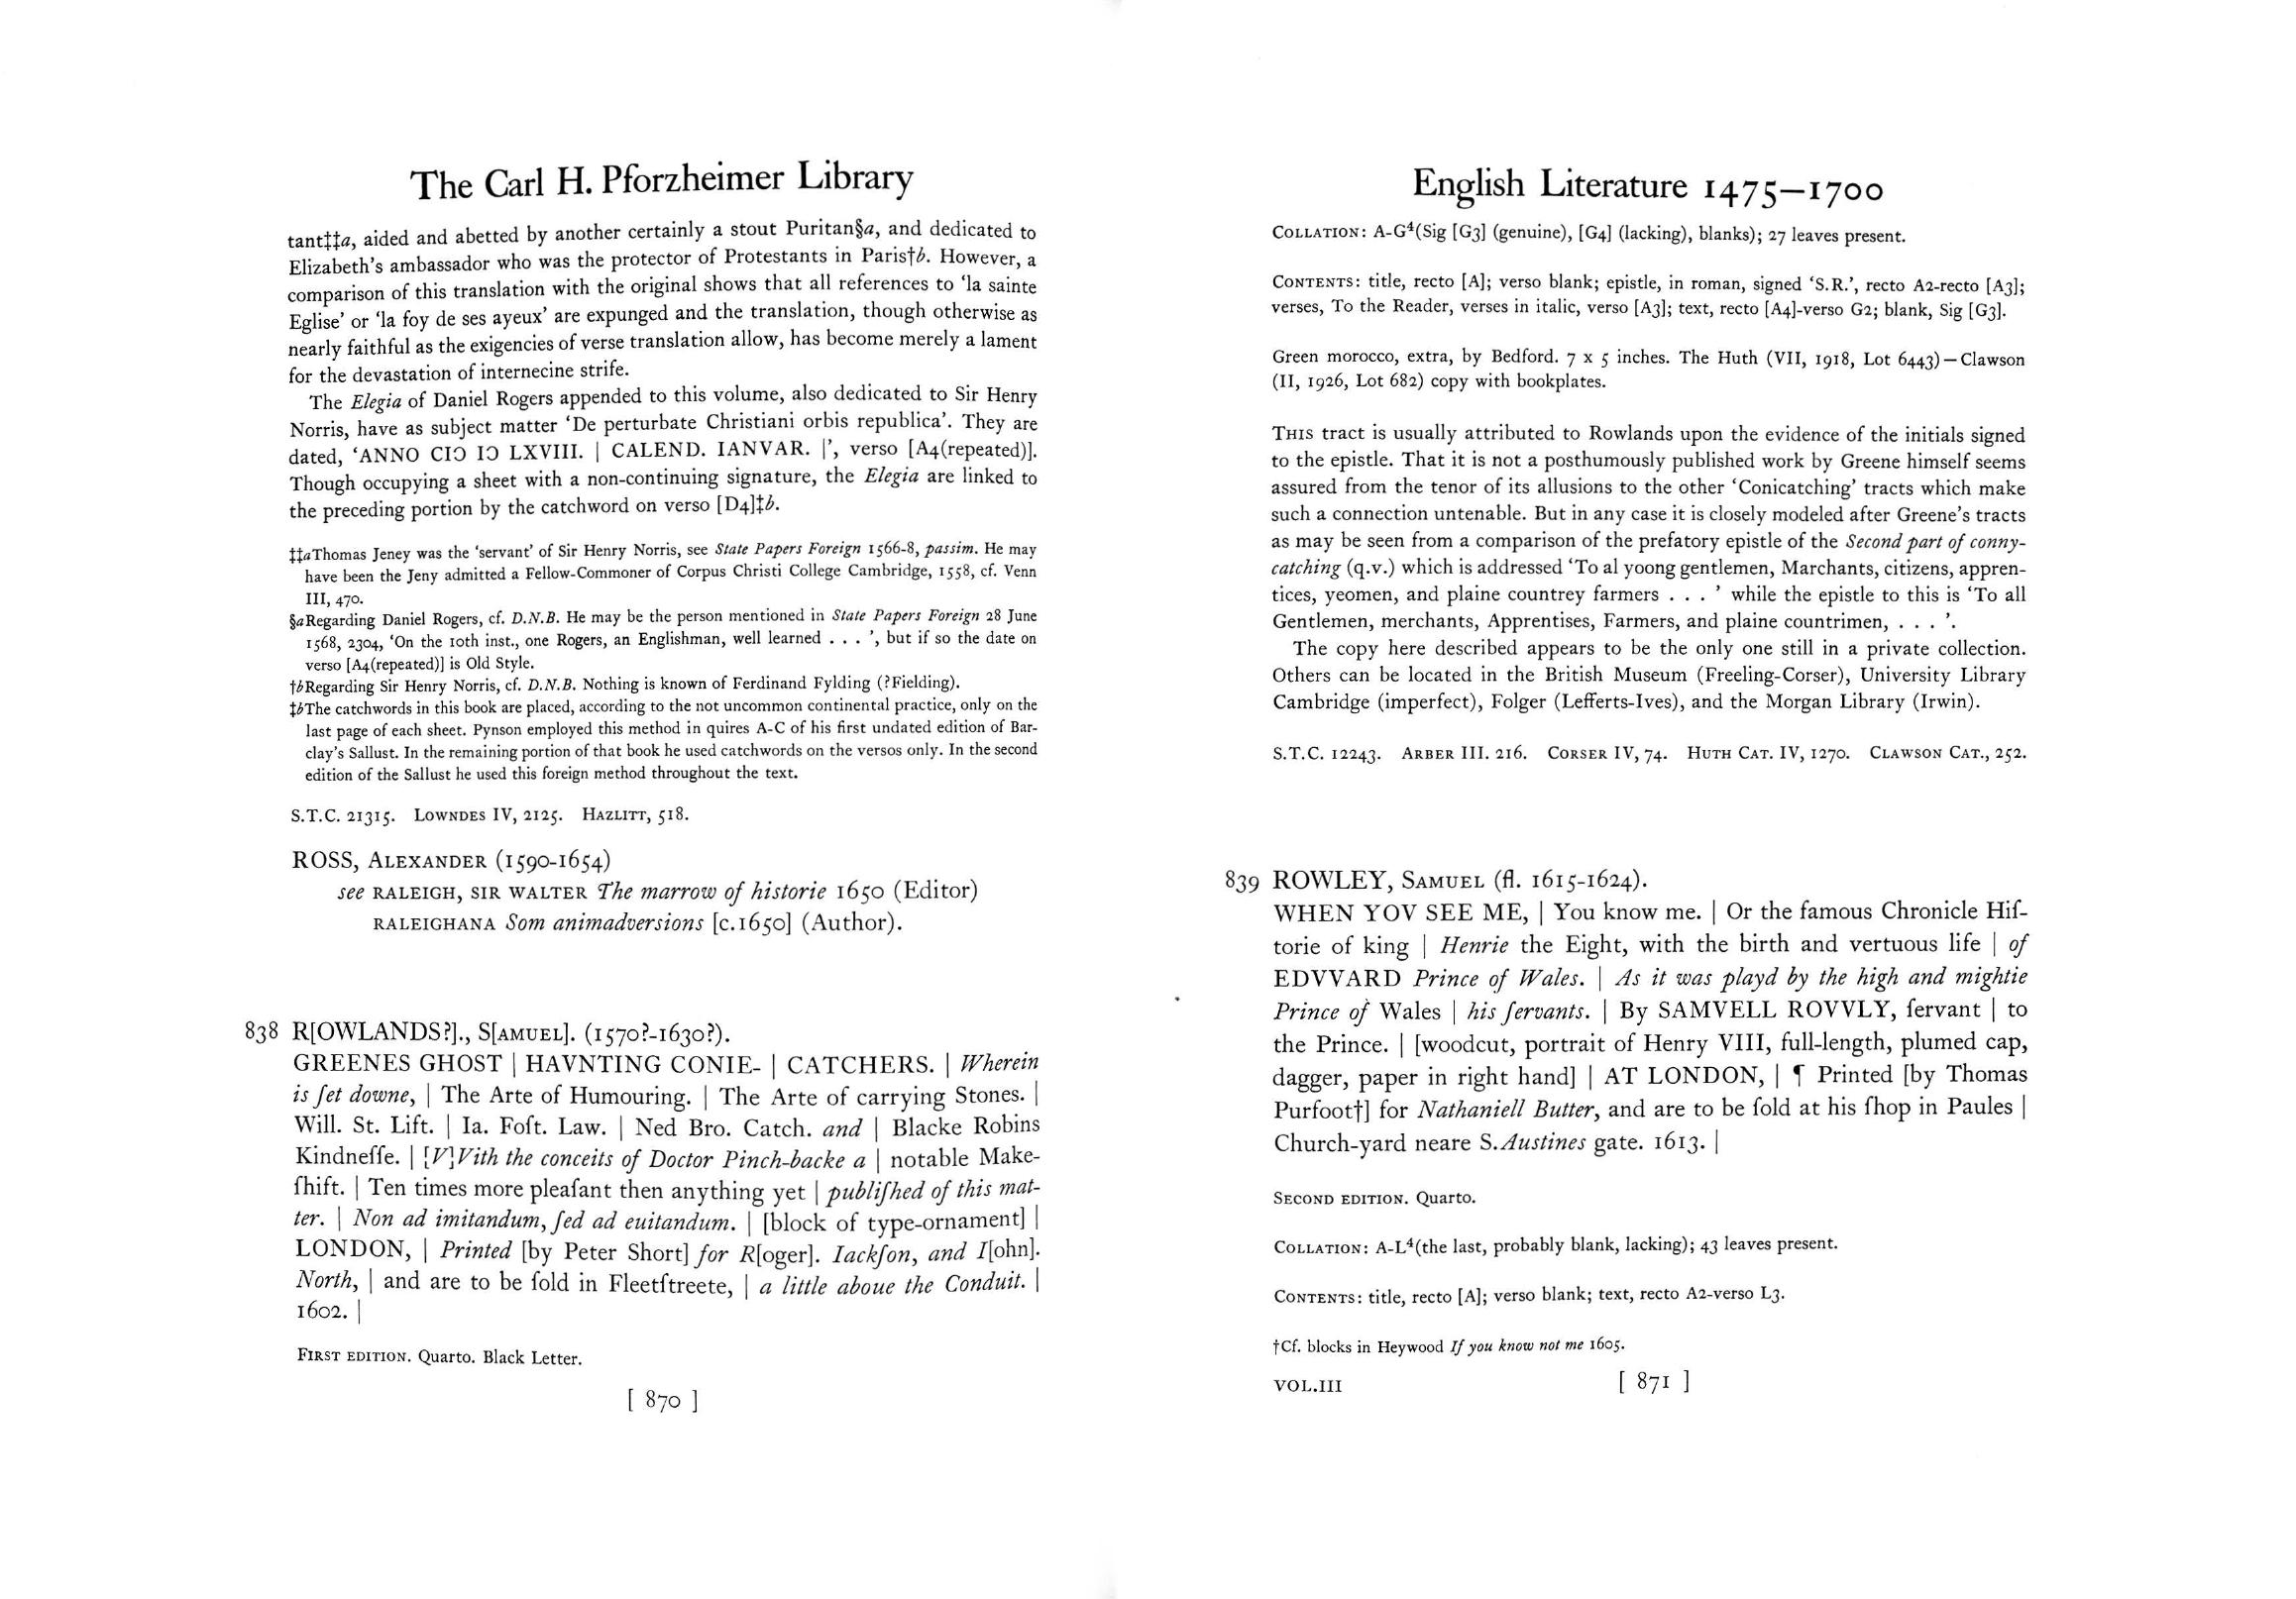 The Carl H. Pforzheimer Library
tant‡‡a, aided and abetted by another certainly a stout Puritan§a, and dedicated to
Elizabeth's ambassador who was the protector of Protestants in Paris†b. However, a
comparison of this translation with the original shows that all references to 'la sainte
Eglise' or 'la foy de ses ayeux' are expunged and the translation, though otherwise as
nearly faithful as the exigencies of verse translation allow, has become merely a lament
for the devastation of internecine strife.
The Elegia of Daniel Rogers appended to this volume, also dedicated to Sir Henry
Norris, have as subject matter 'De perturbate Christiani orbis republica'. They are
dated, 'ANNO CIↃ IↃ LXVIII. | CALEND. IANVAR. |', verso [A4(repeated)].
Though occupying a sheet with a non-continuing signature, the Elegia are linked to
the preceding portion by the catchword on verso [D4]‡b.
‡‡aThomas Jeney was the 'servant' of Sir Henry Norris, see State Papers Foreign 1566-8, passim. He may
have been the Jeny admitted a Fellow-Commoner of Corpus Christi College Cambridge, 1558, cf. Venn
III, 470.
§aRegarding Daniel Rogers, cf. D.N.B. He may be the person mentioned in State Papers Foreign 28 June
1568, 2304, 'On the 10th inst., one Rogers, an Englishman, well learned . . . ', but if so the date on
verso [A4(repeated)] is Old Style.
†bRegarding Sir Henry Norris, cf. D.N.B. Nothing is known of Ferdinand Fylding (?Fielding).
‡bThe catchwords in this book are placed, according to the not uncommon continental practice, only on the
last page of each sheet. Pynson employed this method in quires A-C of his first undated edition of Bar-
clay's Sallust. In the remaining portion of that book he used catchwords on the versos only. In the second
edition of the Sallust he used this foreign method throughout the text.
S.T.C. 21315. LOWNDES IV, 2125. HAZLITT, 518.
ROSS, ALEXANDER (1590-1654)
see RALEIGH, SIR WALTER The marrow of historie 1650 (Editor)
RALEIGHANA Som animadversions [c.1650] (Author).
838 R[OWLANDS?]., S[AMUEL]. (1570?-1630?).
GREENES GHOST | HAVNTING CONIE- | CATCHERS. | Wherein
is ſet downe, | The Arte of Humouring. | The Arte of carrying Stones. |
Will. St. Lift. | Ia. Foſt. Law. | Ned Bro. Catch. and | Blacke Robins
Kindneſſe. | [V]Vith the conceits of Doctor Pinch-backe a | notable Make-
ſhift. | Ten times more pleaſant then anything yet | publiſhed of this mat-
ter. | Non ad imitandum, ſed ad euitandum. | [block of type-ornament] |
LONDON, | Printed [by Peter Short] for R[oger]. Iackſon, and I[ohn].
North, | and are to be ſold in Fleetſtreete, | a little aboue the Conduit. |
1602. |
FIRST EDITION. Quarto. Black Letter.
[ 870 ]
English Literature 1475–1700
COLLATION: A-G⁴(Sig [G3] (genuine), [G4] (lacking), blanks); 27 leaves present.
CONTENTS: title, recto [A]; verso blank; epistle, in roman, signed 'S.R.', recto A2-recto [A3];
verses, To the Reader, verses in italic, verso [A3]; text, recto [A4]-verso G2; blank, Sig [G3].
Green morocco, extra, by Bedford. 7 x 5 inches. The Huth (VII, 1918, Lot 6443)—Clawson
(II, 1926, Lot 682) copy with bookplates.
THIS tract is usually attributed to Rowlands upon the evidence of the initials signed
to the epistle. That it is not a posthumously published work by Greene himself seems
assured from the tenor of its allusions to the other 'Conicatching' tracts which make
such a connection untenable. But in any case it is closely modeled after Greene's tracts
as may be seen from a comparison of the prefatory epistle of the Second part of conny-
catching (q.v.) which is addressed 'To al yoong gentlemen, Marchants, citizens, appren-
tices, yeomen, and plaine countrey farmers . . . ' while the epistle to this is 'To all
Gentlemen, merchants, Apprentises, Farmers, and plaine countrimen, . . . '.
The copy here described appears to be the only one still in a private collection.
Others can be located in the British Museum (Freeling-Corser), University Library
Cambridge (imperfect), Folger (Lefferts-Ives), and the Morgan Library (Irwin).
S.T.C. 12243. ARBER III. 216. CORSER IV, 74. HUTH CAT. IV, 1270. CLAWSON CAT., 252.
839 ROWLEY, SAMUEL (fl. 1615-1624).
WHEN YOV SEE ME, | You know me. | Or the famous Chronicle Hiſ-
torie of king | Henrie the Eight, with the birth and vertuous life | of
EDVVARD Prince of Wales. | As it was playd by the high and mightie
Prince of Wales | his ſervants. | By SAMVELL ROVVLY, ſervant | to
the Prince. | [woodcut, portrait of Henry VIII, full-length, plumed cap,
dagger, paper in right hand] | AT LONDON, | ¶ Printed [by Thomas
Purfoot†] for Nathaniell Butter, and are to be ſold at his ſhop in Paules |
Church-yard neare S.Austines gate. 1613. |
SECOND EDITION. Quarto.
COLLATION: A-L⁴(the last, probably blank, lacking); 43 leaves present.
CONTENTS: title, recto [A]; verso blank; text, recto A2-verso L3.
†Cf. blocks in Heywood If you know not me 1605.
VOL.III [ 871 ]